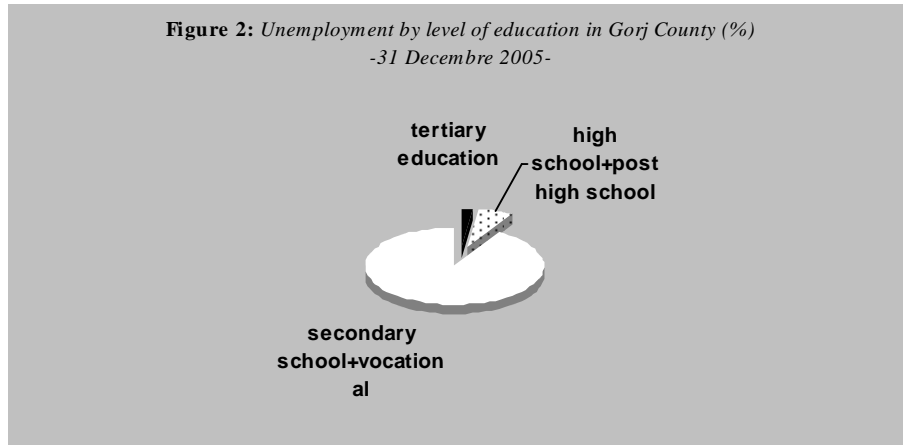 Figure 2: Unemployment by level of education in Gorj County (%)
-31 Decembre 2005-
tertiary
education
high
school+post
high school
secondary
school+vocation
al